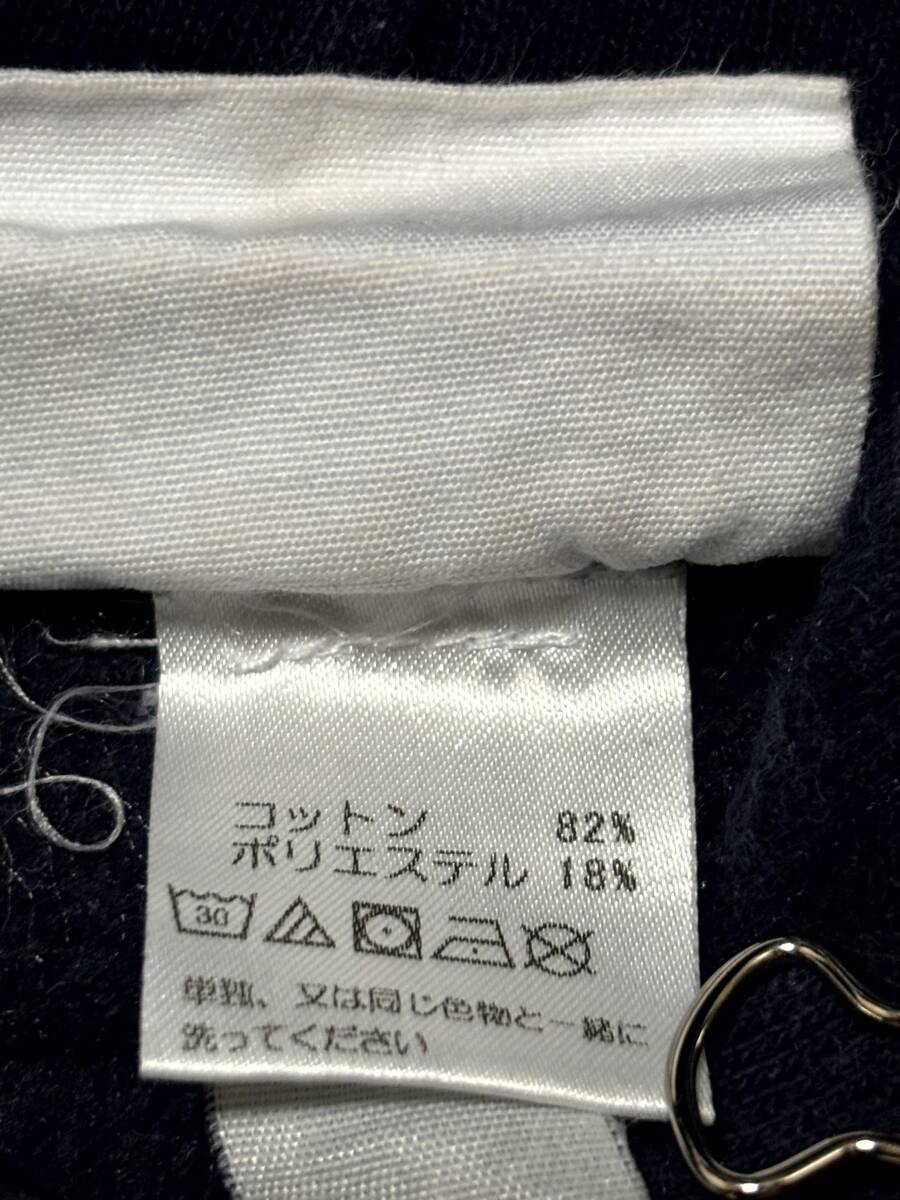 コットン 82%
ポリエステル 18%
30
単独、又は同じ色物と一緒に
洗ってください